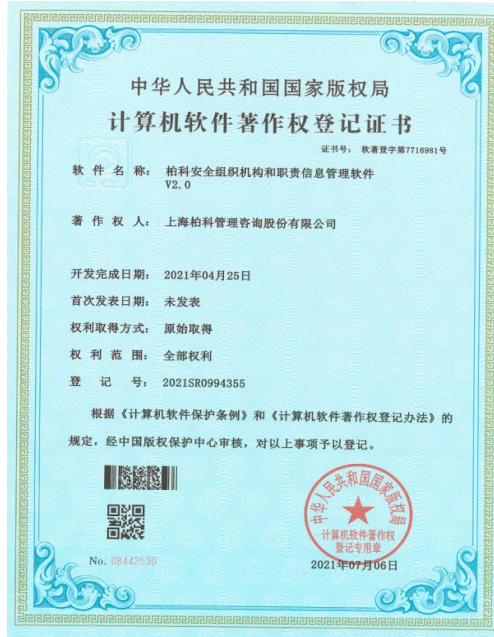 中华人民共和国国家版权局
计算机软件著作权登记证书
证书号： 软著登字第7716981号
软件名称： 柏科安全组织机构和职责信息管理软件
V2.0
著作权人： 上海柏科管理咨询股份有限公司
开发完成日期： 2021年04月25日
首次发表日期： 未发表
权利取得方式： 原始取得
权利范围： 全部权利
登记号： 2021SR0994355
根据《计算机软件保护条例》和《计算机软件著作权登记办法》的
规定，经中国版权保护中心审核，对以上事项予以登记。
中华人民共和国国家版权局
计算机软件著作权
登记专用章
No. 08442530
2021年07月06日